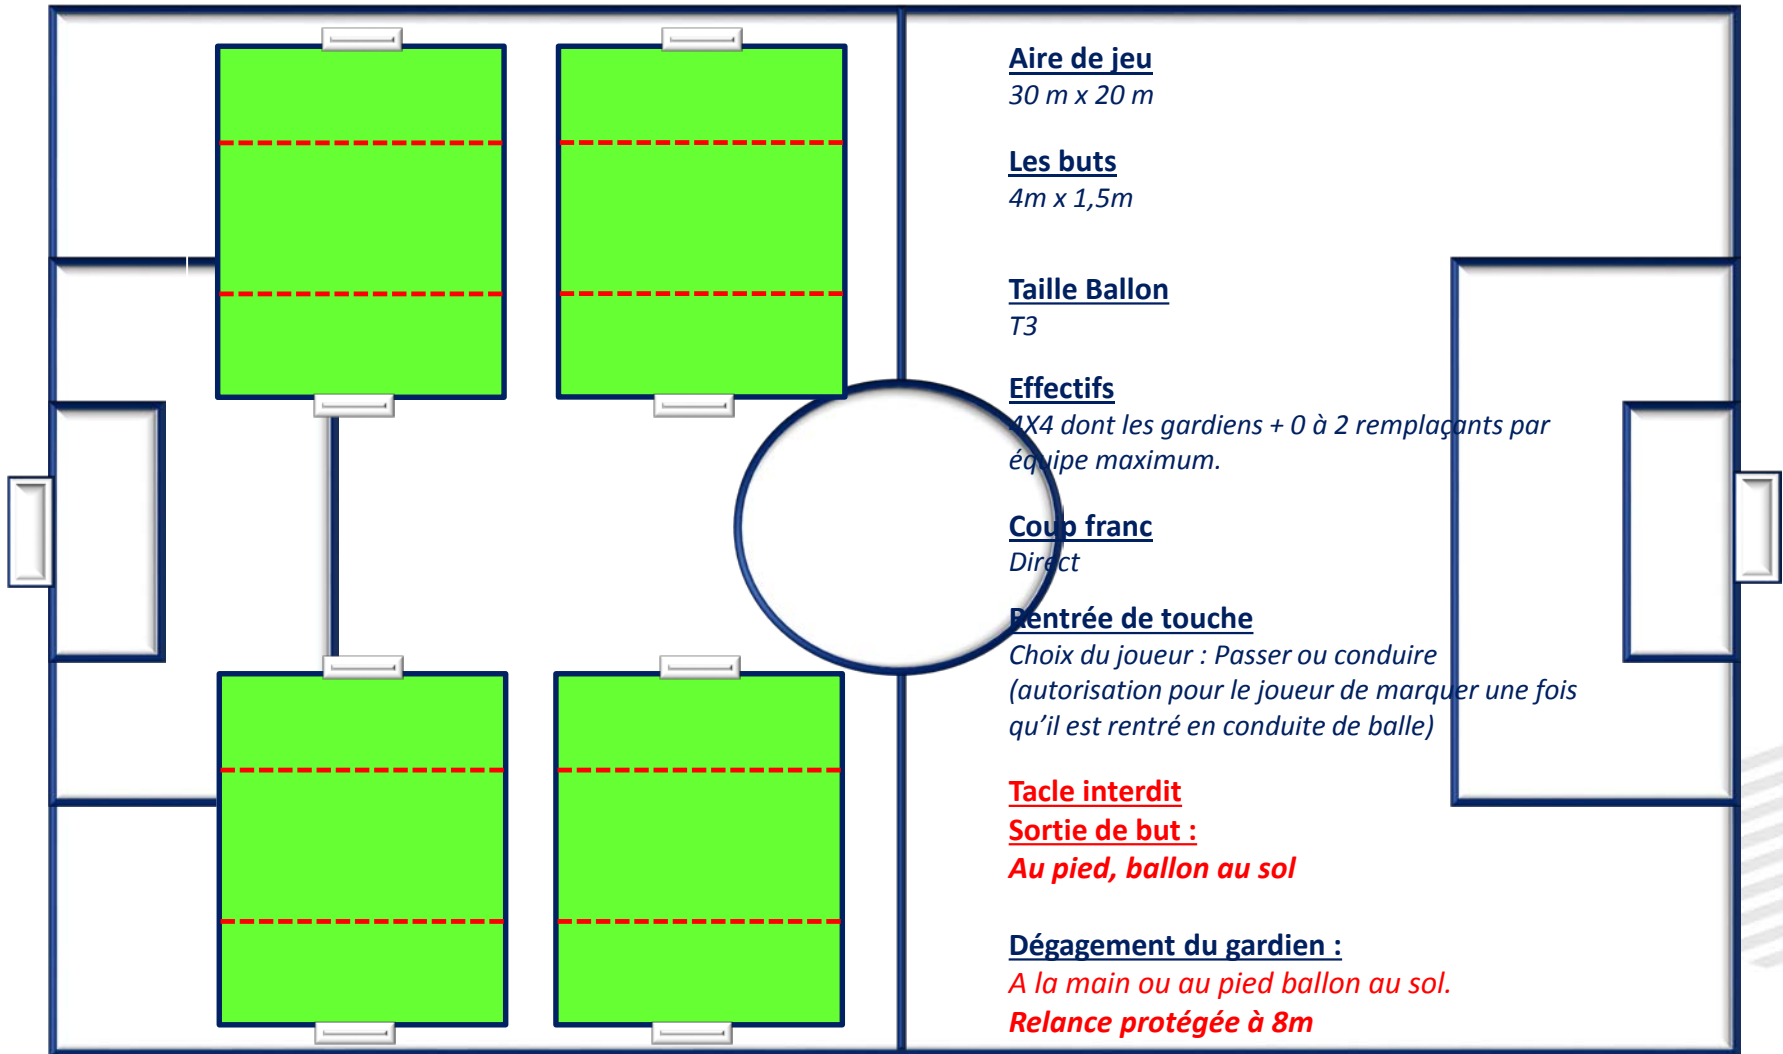 Aire de jeu
30 m x 20 m
Les buts
4m x 1,5m
Taille Ballon
T3
Effectifs
4X4 dont les gardiens + 0 à 2 remplaçants par
équipe maximum.
Coup franc
Direct
Rentrée de touche
Choix du joueur : Passer ou conduire
(autorisation pour le joueur de marquer une fois
qu’il est rentré en conduite de balle)
Tacle interdit
Sortie de but :
Au pied, ballon au sol
Dégagement du gardien :
A la main ou au pied ballon au sol.
Relance protégée à 8m